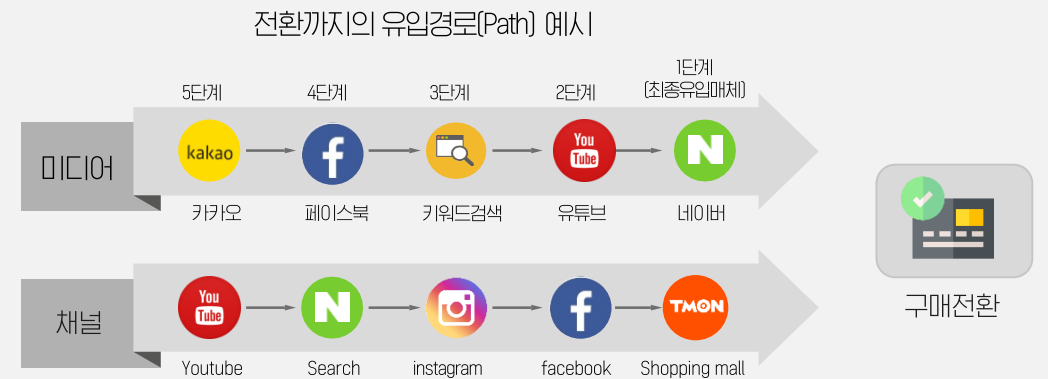 전환까지의 유입경로(Path) 예시
5단계
4단계
3단계
2단계
1단계
(최종유입매체)
미디어
kakao
f
You
Tube
N
카카오
페이스북
키워드검색
유튜브
네이버
채널
You
Tube
N
f
TMON
Youtube
Search
instagram
facebook
Shopping mall
구매전환